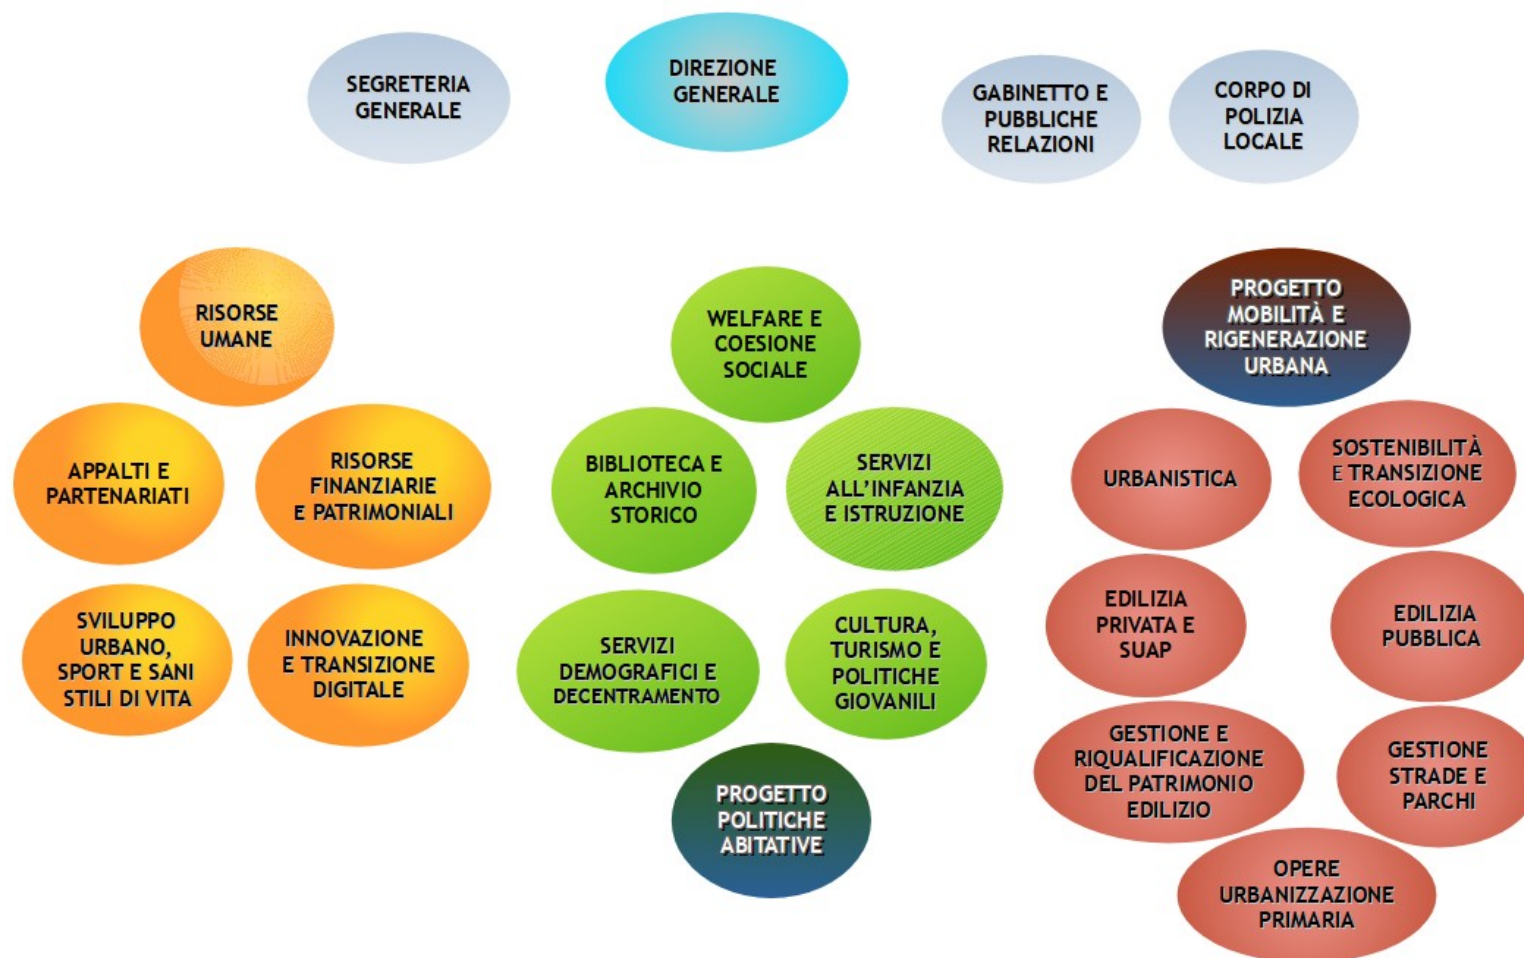 SEGRETERIA
GENERALE
DIREZIONE
GENERALE
GABINETTO E
PUBBLICHE
RELAZIONI
CORPO DI
POLIZIA
LOCALE
RISORSE
UMANE
APPALTI E
PARTENARIATI
RISORSE
FINANZIARIE
E PATRIMONIALI
SVILUPPO
URBANO,
SPORT E SANI
STILI DI VITA
INNOVAZIONE
E TRANSIZIONE
DIGITALE
WELFARE E
COESIONE
SOCIALE
BIBLIOTECA E
ARCHIVIO
STORICO
SERVIZI
ALL'INFANZIA
E ISTRUZIONE
SERVIZI
DEMOGRAFICI E
DECENTRAMENTO
CULTURA,
TURISMO E
POLITICHE
GIOVANILI
PROGETTO
POLITICHE
ABITATIVE
PROGETTO
MOBILITÀ E
RIGENERAZIONE
URBANA
URBANISTICA
SOSTENIBILITÀ
E TRANSIZIONE
ECOLOGICA
EDILIZIA
PRIVATA E
SUAP
EDILIZIA
PUBBLICA
GESTIONE E
RIQUALIFICAZIONE
DEL PATRIMONIO
EDILIZIO
GESTIONE
STRADE E
PARCHI
OPERE
URBANIZZAZIONE
PRIMARIA